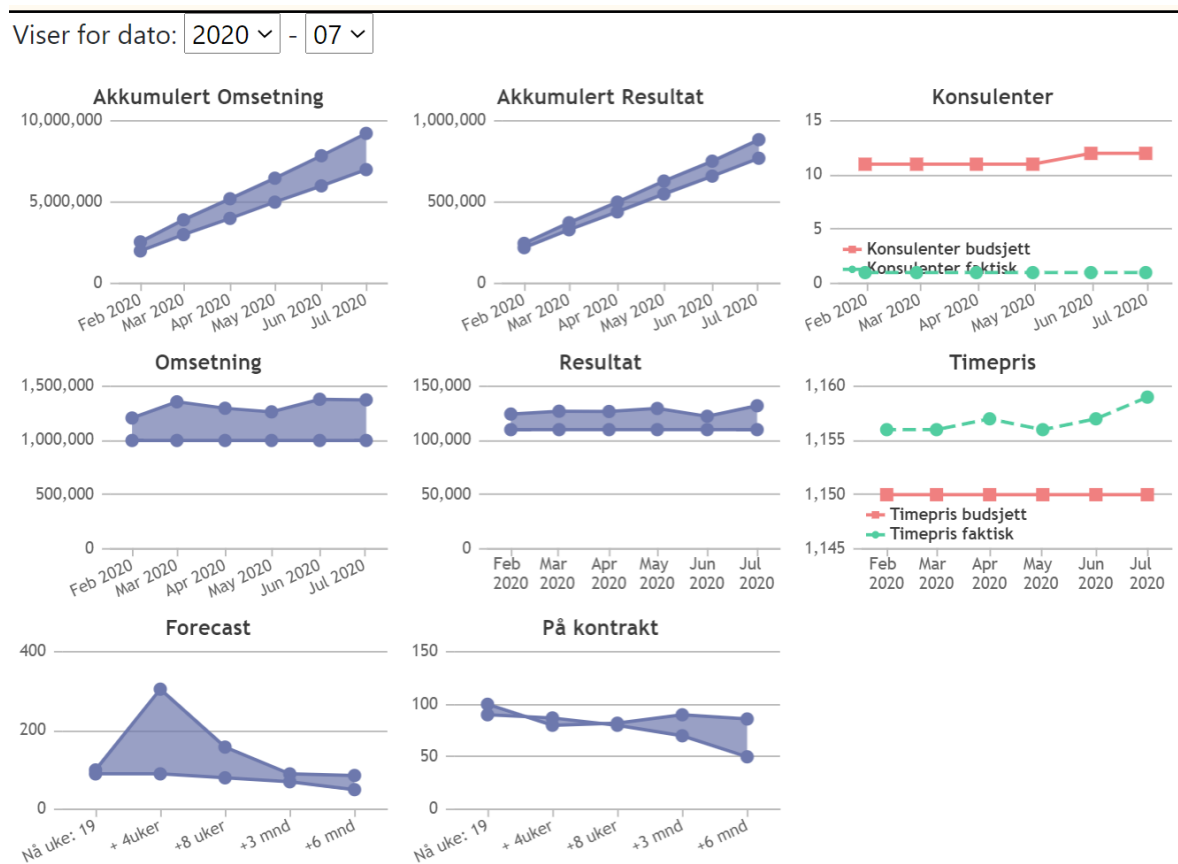 Viser for dato: 2020 - 07
Akkumulert Omsetning
10,000,000
5,000,000
0
Feb 2020
Mar 2020
Apr 2020
May 2020
Jun 2020
Jul 2020
Akkumulert Resultat
1,000,000
500,000
0
Feb 2020
Mar 2020
Apr 2020
May 2020
Jun 2020
Jul 2020
Konsulenter
15
10
5
0
Konsulenter budsjett
Konsulenter faktisk
Feb 2020
Mar 2020
Apr 2020
May 2020
Jun 2020
Jul 2020
Omsetning
1,500,000
1,000,000
500,000
0
Feb 2020
Mar 2020
Apr 2020
May 2020
Jun 2020
Jul 2020
Resultat
150,000
100,000
50,000
0
Feb 2020
Mar 2020
Apr 2020
May 2020
Jun 2020
Jul 2020
Timepris
1,160
1,155
1,150
1,145
Timepris budsjett
Timepris faktisk
Feb 2020
Mar 2020
Apr 2020
May 2020
Jun 2020
Jul 2020
Forecast
400
200
0
Nå uke: 19
+ 4uker
+8 uker
+3 mnd
+6 mnd
På kontrakt
150
100
50
0
Nå uke: 19
+ 4uker
+8 uker
+3 mnd
+6 mnd